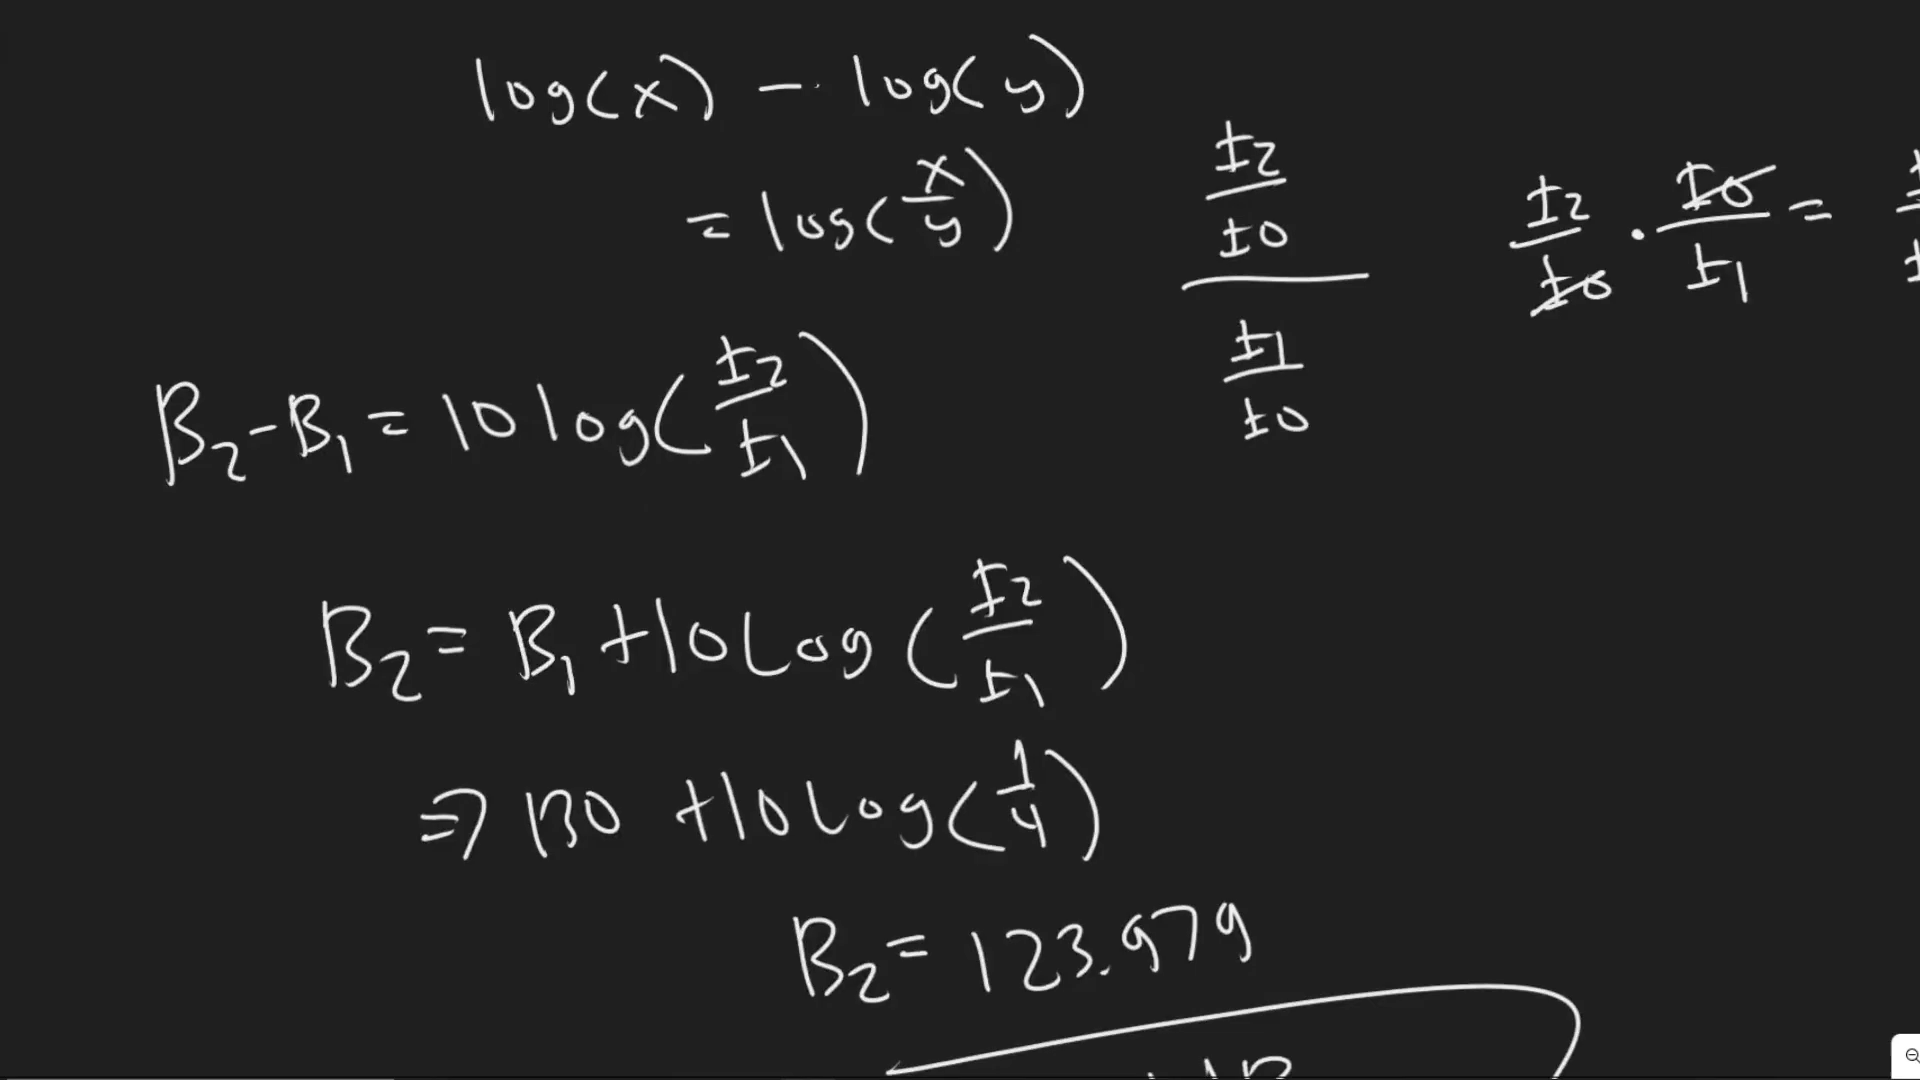 log(x) - log(y)
= log(x/y)
I2/I0
I1/I0
I2/I0 · I0/I1 =
B2-B1 = 10 log(I2/I1)
B2 = B1 + 10 Log(I2/I1)
⇒ 130 + 10 Log(1/4)
B2 = 123.979